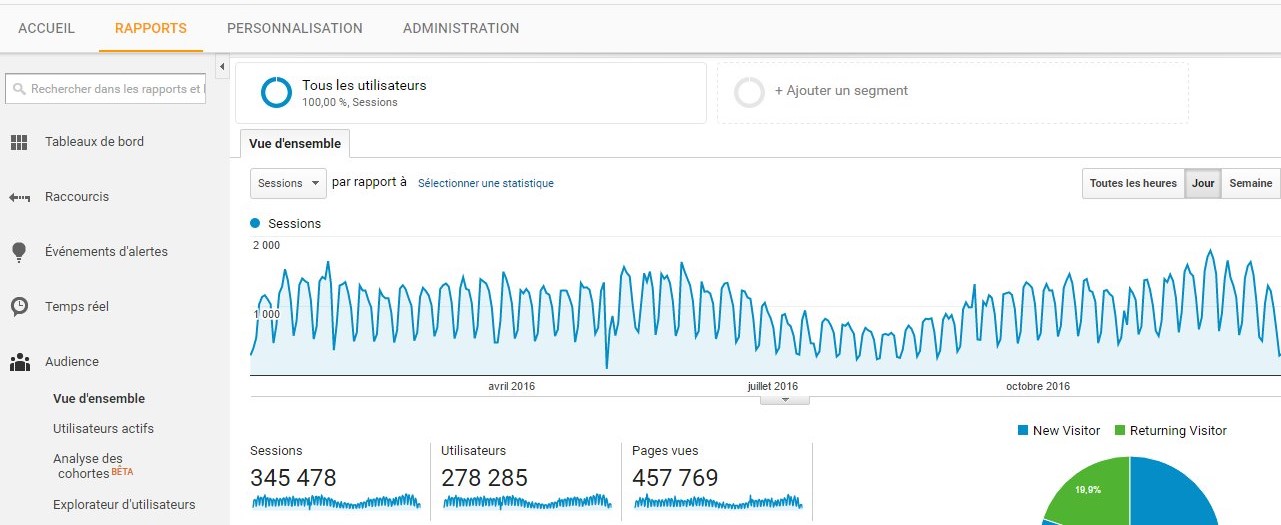 ACCUEIL RAPPORTS PERSONNALISATION ADMINISTRATION
Rechercher dans les rapports et l
Tableaux de bord
Raccourcis
Événements d'alertes
Temps réel
Audience
Vue d'ensemble
Utilisateurs actifs
Analyse des
cohortes BÊTA
Explorateur d'utilisateurs
Tous les utilisateurs
100,00 %, Sessions
+ Ajouter un segment
Vue d'ensemble
Sessions par rapport à Sélectionner une statistique
Toutes les heures Jour Semaine
Sessions
2 000
1 000
avril 2016 juillet 2016 octobre 2016
New Visitor Returning Visitor
Sessions
345 478
Utilisateurs
278 285
Pages vues
457 769
19,9%